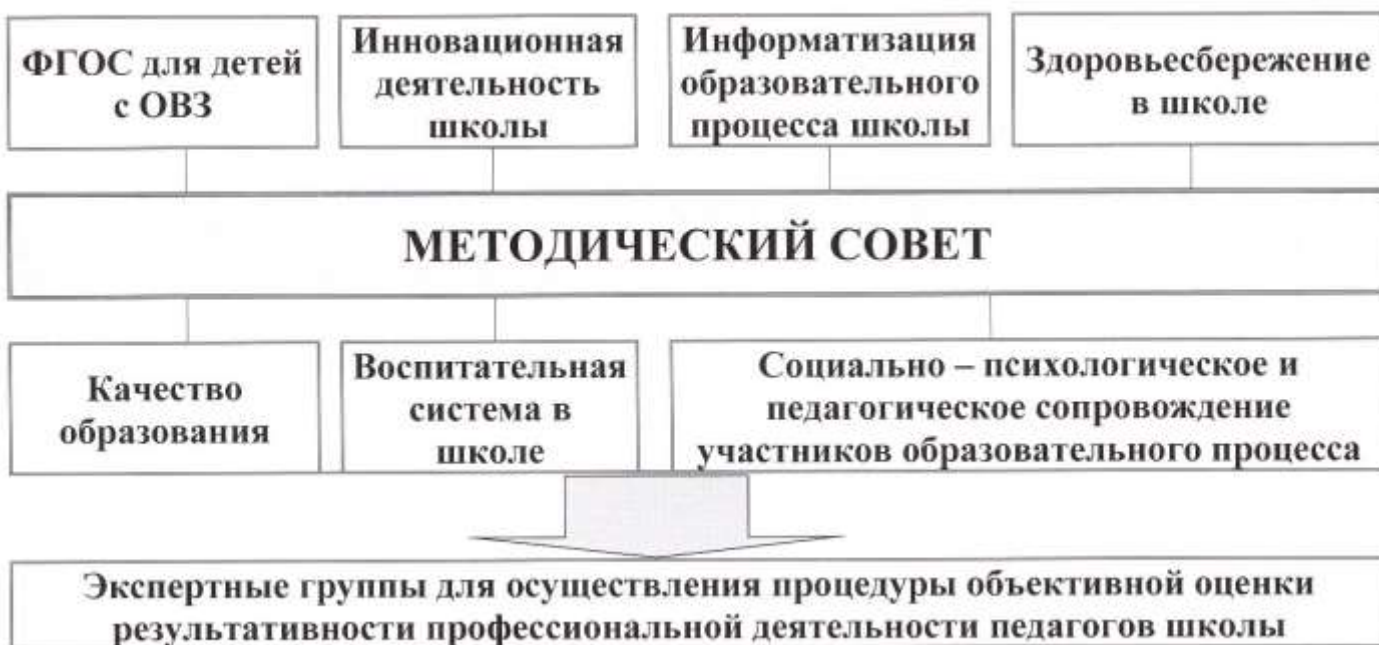 ФГОС для детей
с ОВЗ
Инновационная
деятельность
школы
Информатизация
образовательного
процесса школы
Здоровьесбережение
в школе
МЕТОДИЧЕСКИЙ СОВЕТ
Качество
образования
Воспитательная
система в
школе
Социально – психологическое и
педагогическое сопровождение
участников образовательного процесса
Экспертные группы для осуществления процедуры объективной оценки
результативности профессиональной деятельности педагогов школы